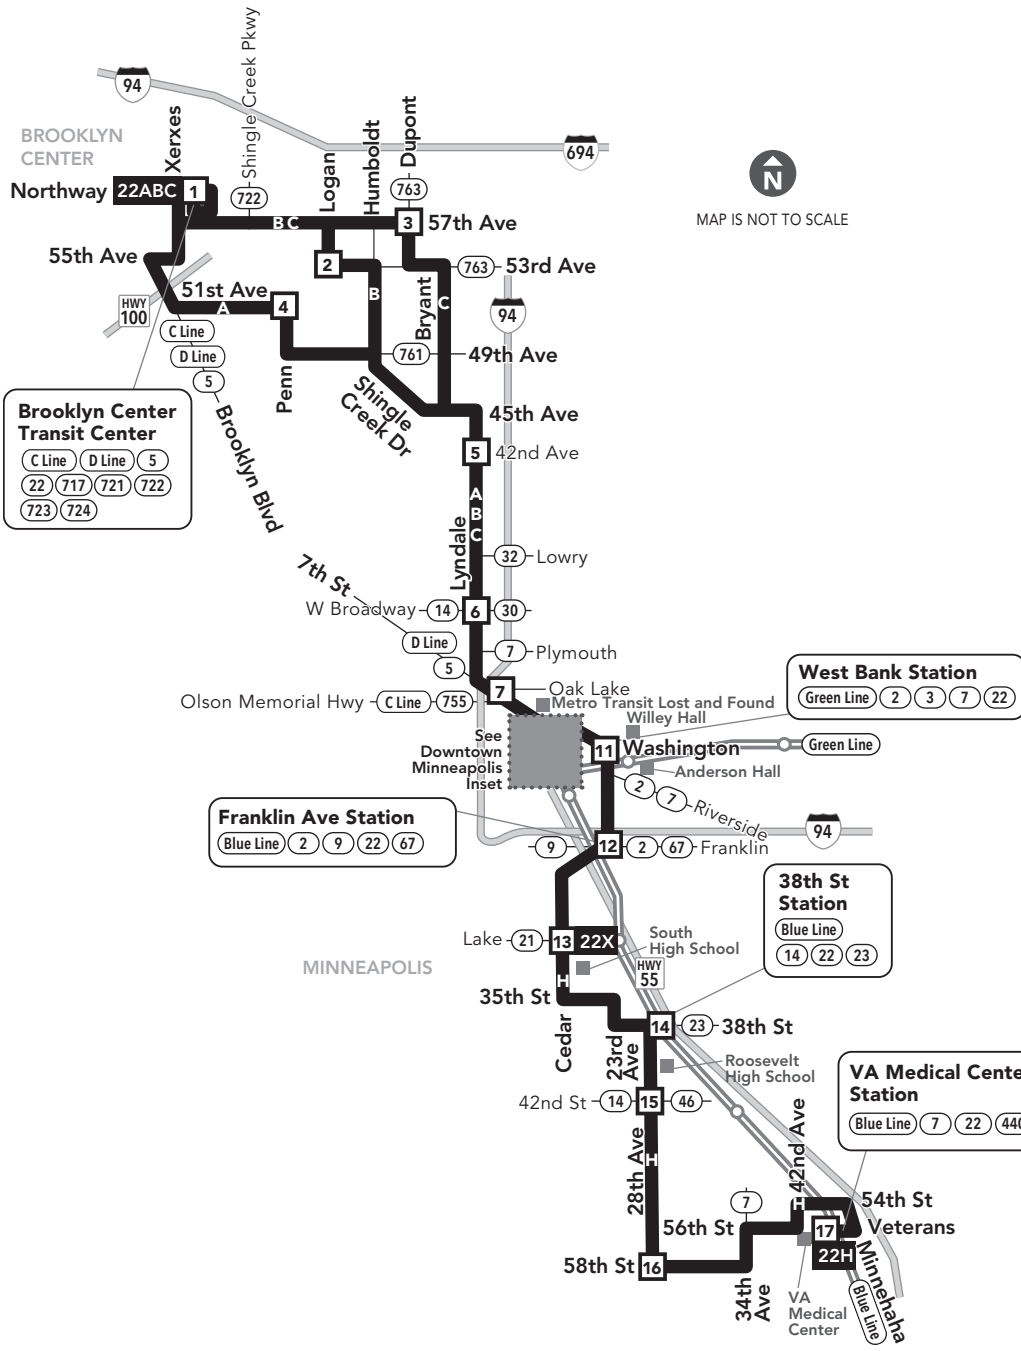 94
Shingle Creek Pkwy
BROOKLYN
CENTER
Xerxes
Logan
Humboldt
Dupont
694
N
MAP IS NOT TO SCALE
Northway
22ABC
1
722
763
B C
3
57th Ave
55th Ave
2
763
53rd Ave
51st Ave
A
4
B
Bryant
C
94
HWY
100
C Line
D Line
5
761
49th Ave
Penn
Shingle
Creek Dr
45th Ave
Brooklyn Center
Transit Center
C Line
D Line
5
22
717
721
722
723
724
Brooklyn Blvd
5
42nd Ave
A
B
C
Lyndale
32
Lowry
7th St
W Broadway
14
6
30
D Line
5
7
Plymouth
Olson Memorial Hwy
C Line
755
7
Oak Lake
Metro Transit Lost and Found
Willey Hall
West Bank Station
Green Line
2
3
7
22
See
Downtown
Minneapolis
Inset
11
Washington
Green Line
Anderson Hall
2
7
Riverside
94
Franklin Ave Station
Blue Line
2
9
22
67
9
12
2
67
Franklin
38th St
Station
Blue Line
14
22
23
Lake
21
13
22X
South
High School
MINNEAPOLIS
H
HWY
55
35th St
Cedar
23rd
Ave
14
23
38th St
Roosevelt
High School
42nd St
14
15
46
VA Medical Cente
Station
Blue Line
7
22
440
28th Ave
H
42nd Ave
H
7
56th St
54th St
Veterans
17
22H
58th St
16
34th
Ave
VA
Medical
Center
Minnehaha
Blue Line